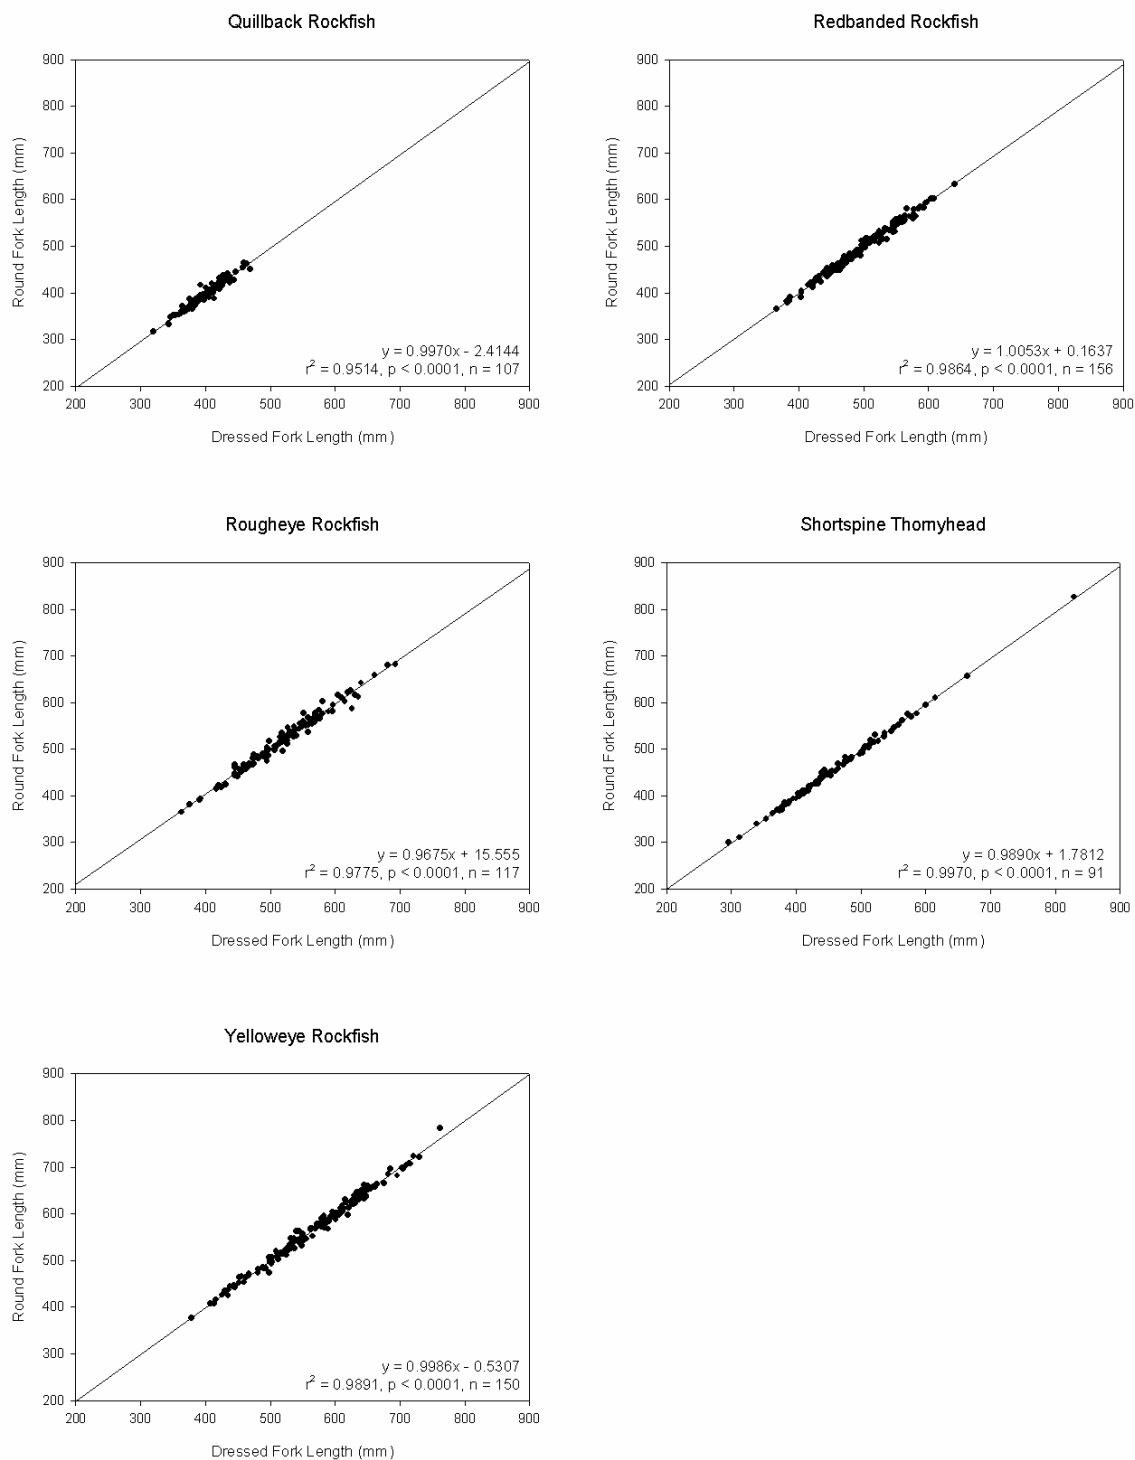 Quillback Rockfish
900
800
700
600
500
400
300
200
Round Fork Length (mm)
y = 0.9970x - 2.4144
r² = 0.9514, p < 0.0001, n = 107
200 300 400 500 600 700 800 900
Dressed Fork Length (mm)
Redbanded Rockfish
900
800
700
600
500
400
300
200
Round Fork Length (mm)
y = 1.0053x + 0.1637
r² = 0.9864, p < 0.0001, n = 156
200 300 400 500 600 700 800 900
Dressed Fork Length (mm)
Rougheye Rockfish
900
800
700
600
500
400
300
200
Round Fork Length (mm)
y = 0.9675x + 15.555
r² = 0.9775, p < 0.0001, n = 117
200 300 400 500 600 700 800 900
Dressed Fork Length (mm)
Shortspine Thornyhead
900
800
700
600
500
400
300
200
Round Fork Length (mm)
y = 0.9890x + 1.7812
r² = 0.9970, p < 0.0001, n = 91
200 300 400 500 600 700 800 900
Dressed Fork Length (mm)
Yelloweye Rockfish
900
800
700
600
500
400
300
200
Round Fork Length (mm)
y = 0.9986x - 0.5307
r² = 0.9891, p < 0.0001, n = 150
200 300 400 500 600 700 800 900
Dressed Fork Length (mm)